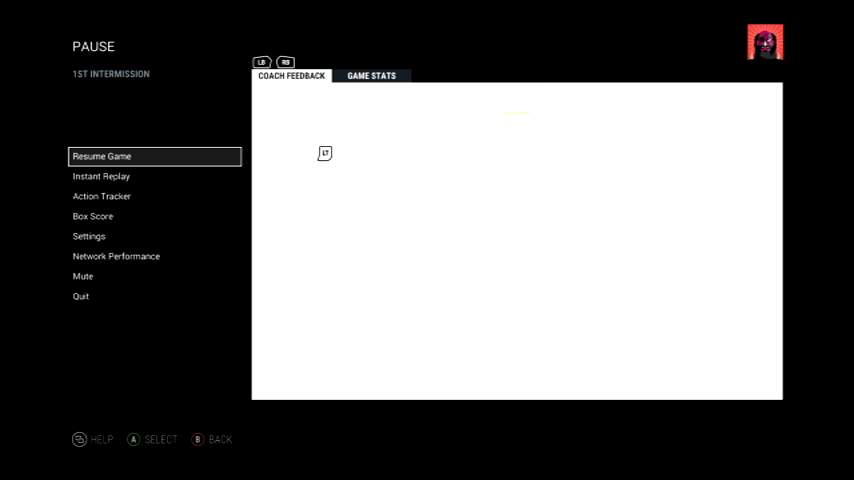 PAUSE
1ST INTERMISSION
LB RB
COACH FEEDBACK GAME STATS
LT
Resume Game
Instant Replay
Action Tracker
Box Score
Settings
Network Performance
Mute
Quit
HELP A SELECT B BACK